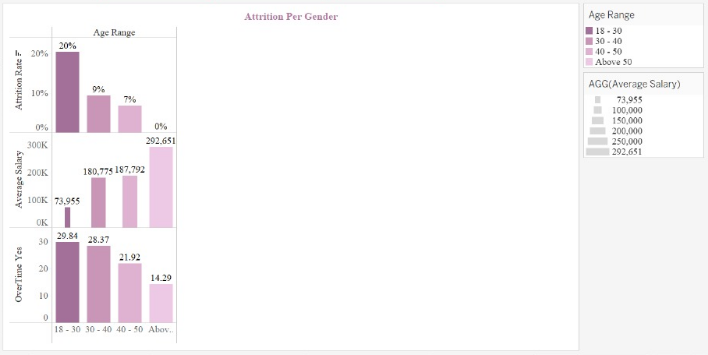 Attrition Per Gender
Age Range
Attrition Rate F
20%
10%
0%
20%
9%
7%
0%
Average Salary
300K
200K
100K
0K
73,955
180,775
187,792
292,651
OverTime Yes
30
20
10
0
29.84
28.37
21.92
14.29
18 - 30
30 - 40
40 - 50
Abov..
Age Range
18 - 30
30 - 40
40 - 50
Above 50
AGG(Average Salary)
73,955
100,000
150,000
200,000
250,000
292,651